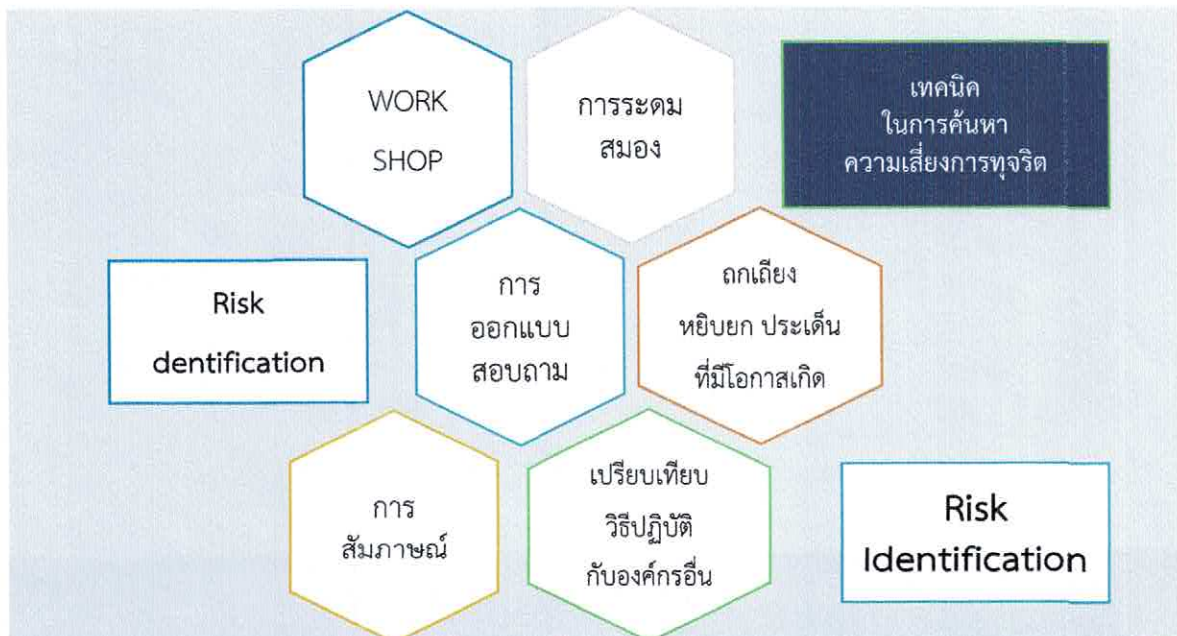 WORK
SHOP
การระดม
สมอง
เทคนิค
ในการค้นหา
ความเสี่ยงการทุจริต
Risk
dentification
การ
ออกแบบ
สอบถาม
ถกเถียง
หยิบยก ประเด็น
ที่มีโอกาสเกิด
การ
สัมภาษณ์
เปรียบเทียบ
วิธีปฏิบัติ
กับองค์กรอื่น
Risk
Identification